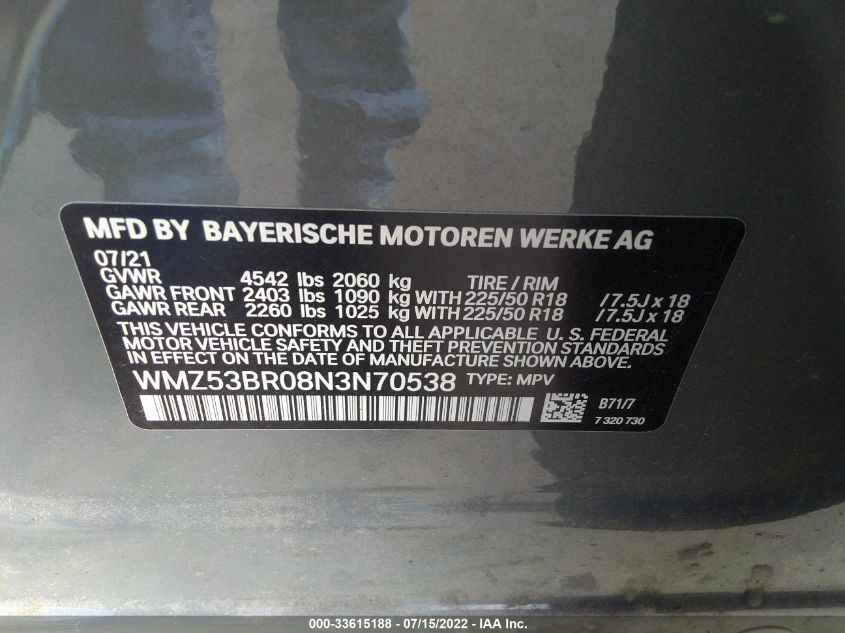 MFD BY BAYERISCHE MOTOREN WERKE AG
07/21
GVWR 4542 lbs 2060 kg TIRE / RIM
GAWR FRONT 2403 lbs 1090 kg WITH 225/50 R18 / 7.5J x 18
GAWR REAR 2260 lbs 1025 kg WITH 225/50 R18 / 7.5J x 18
THIS VEHICLE CONFORMS TO ALL APPLICABLE U. S. FEDERAL
MOTOR VEHICLE SAFETY AND THEFT PREVENTION STANDARDS
IN EFFECT ON THE DATE OF MANUFACTURE SHOWN ABOVE.
WMZ53BR08N3N70538 TYPE: MPV
B71/7
7 320 730
000-33615188 - 07/15/2022 - IAA Inc.